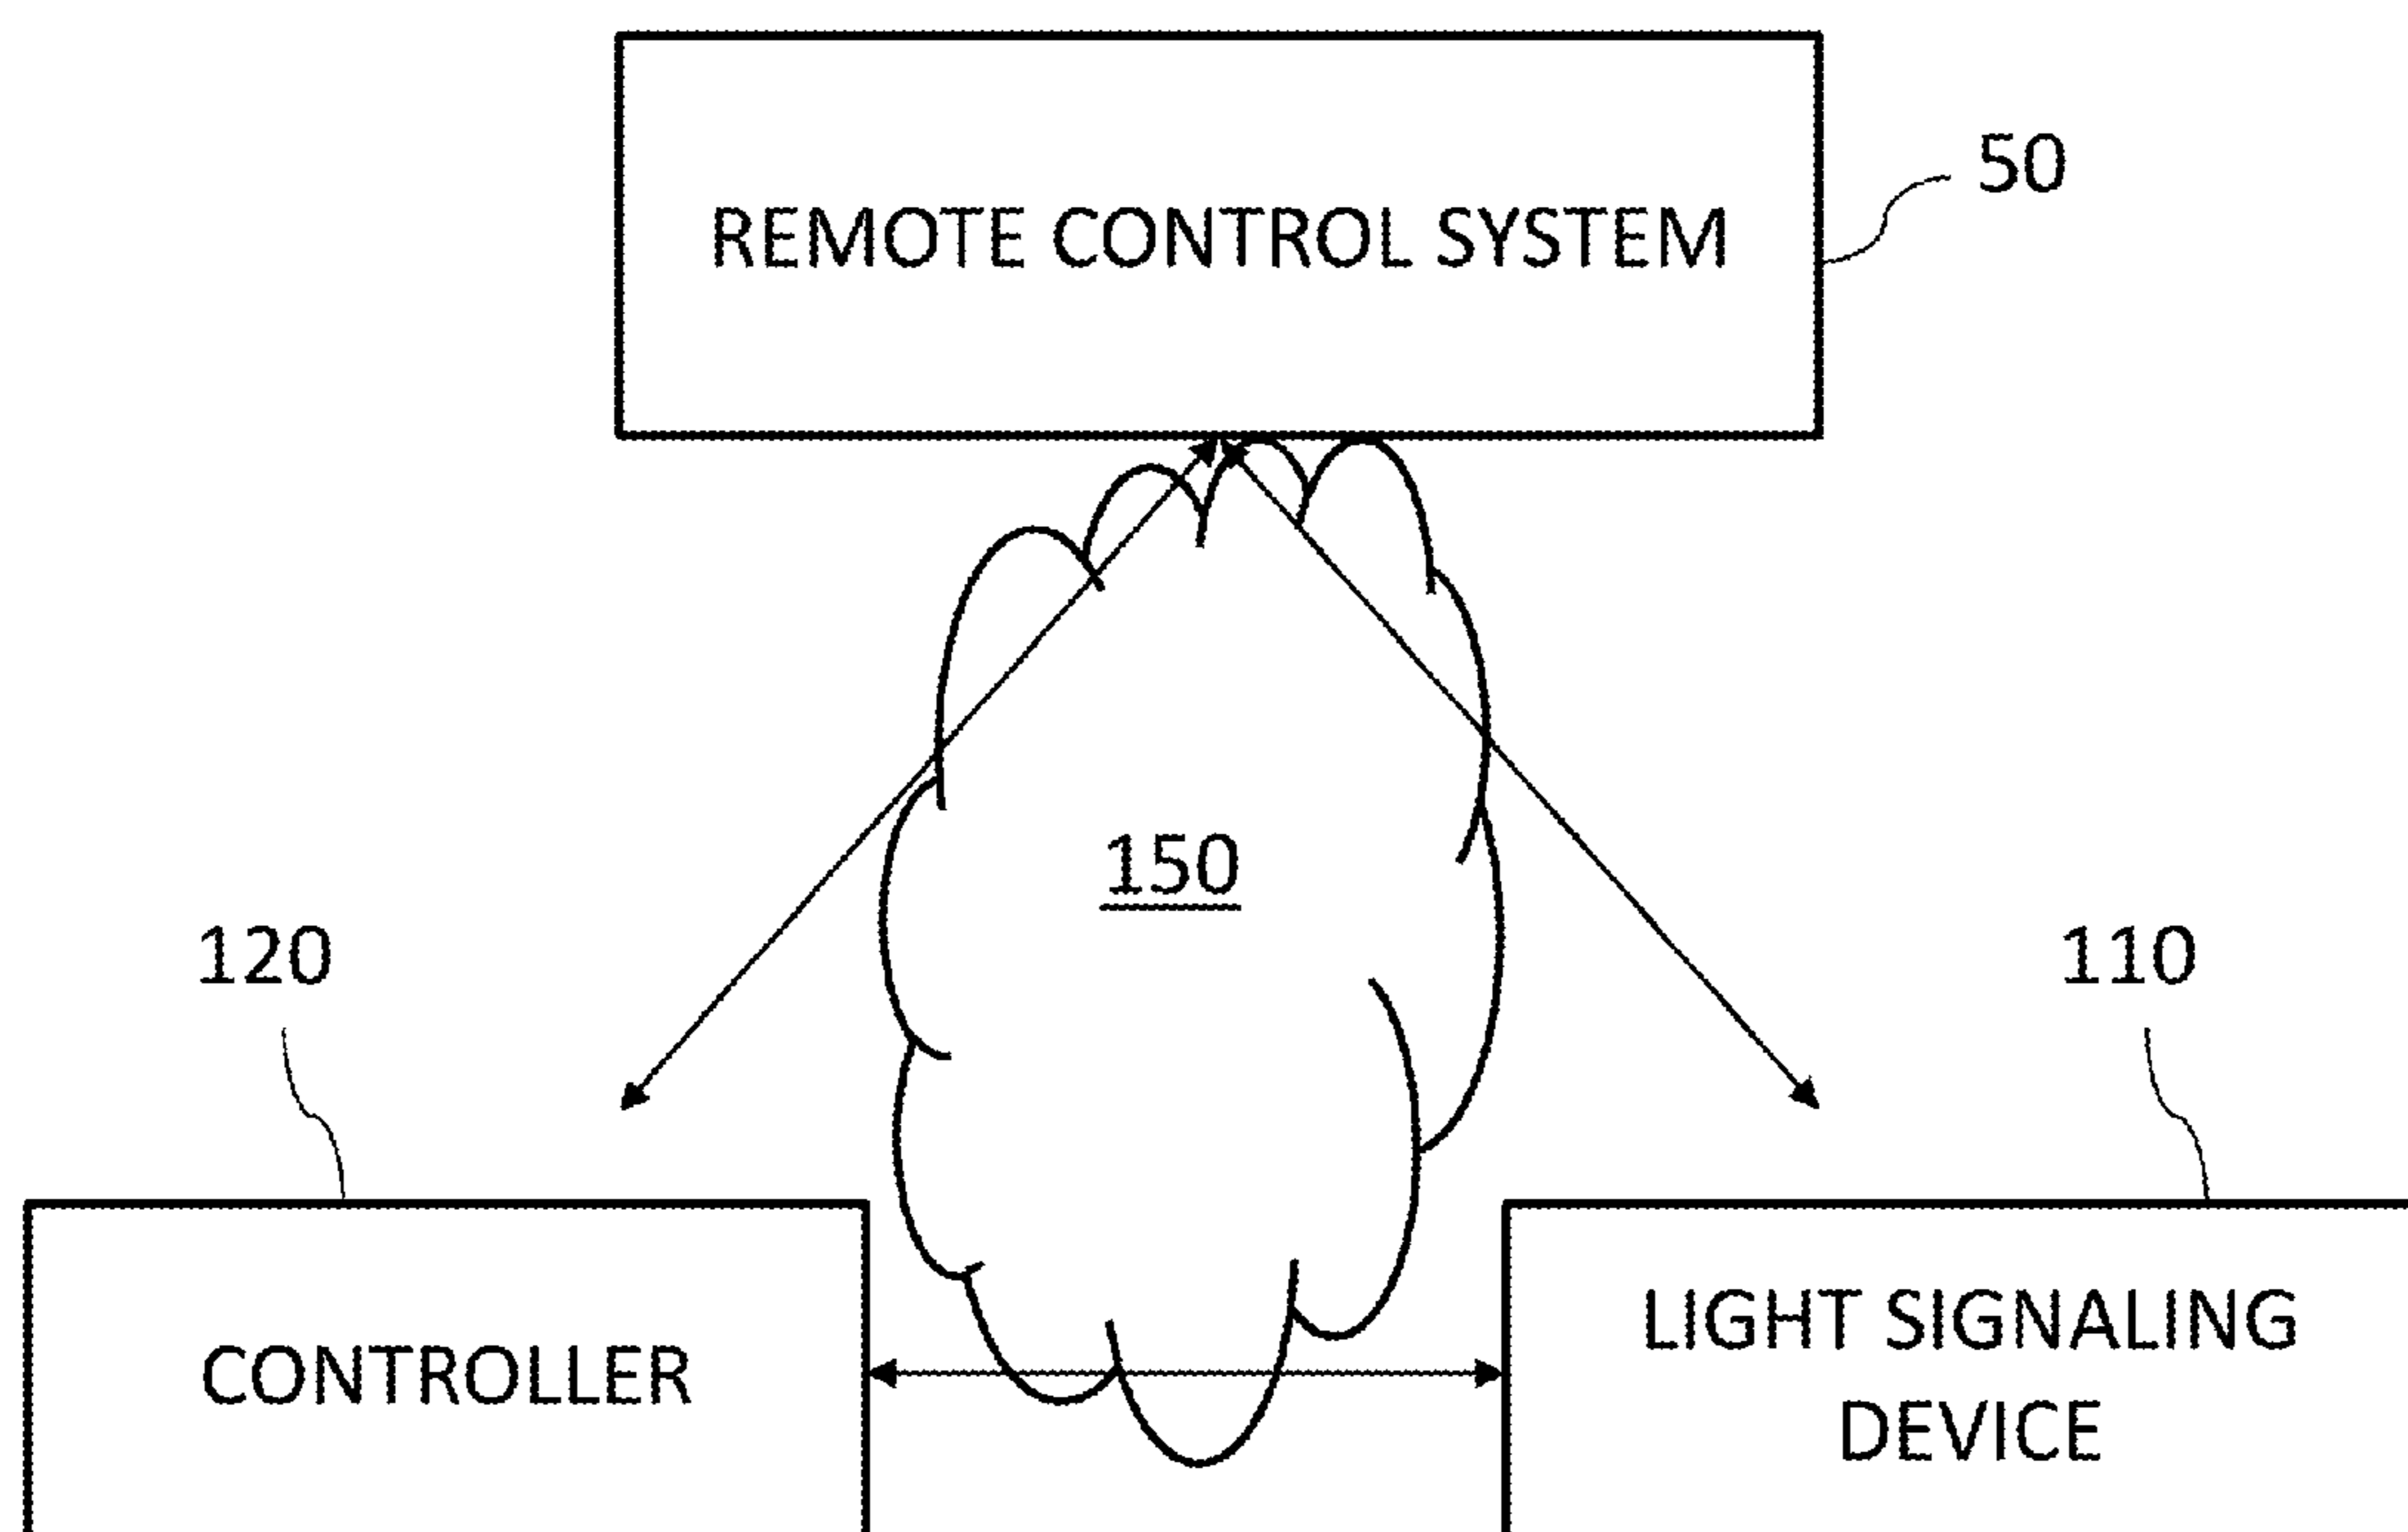 REMOTE CONTROL SYSTEM
50
150
120
110
CONTROLLER
LIGHT SIGNALING
DEVICE